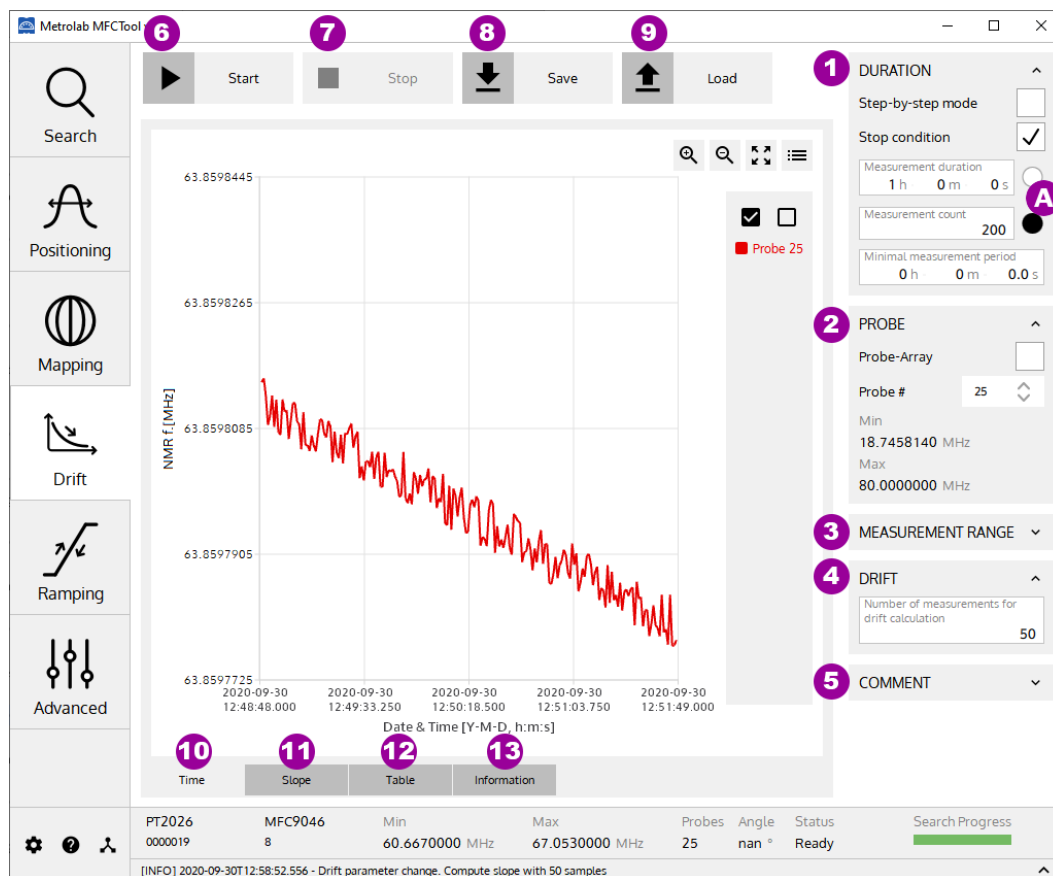 Metrolab MFCTool
6
7
8
9
Start
Stop
Save
Load
Search
Positioning
Mapping
Drift
Ramping
Advanced
NMR f.[MHz]
63.8598445
63.8598265
63.8598085
63.8597905
63.8597725
2020-09-30
12:48:48.000
2020-09-30
12:49:33.250
2020-09-30
12:50:18.500
2020-09-30
12:51:03.750
2020-09-30
12:51:49.000
Date & Time [Y-M-D, h:m:s]
Probe 25
10
11
12
13
Time
Slope
Table
Information
1
DURATION
Step-by-step mode
Stop condition
Measurement duration
1 h 0 m 0 s
A
Measurement count
200
Minimal measurement period
0 h 0 m 0.0 s
2
PROBE
Probe-Array
Probe # 25
Min
18.7458140 MHz
Max
80.0000000 MHz
3
MEASUREMENT RANGE
4
DRIFT
Number of measurements for
drift calculation
50
5
COMMENT
PT2026 MFC9046 Min Max Probes Angle Status Search Progress
0000019 8 60.6670000 MHz 67.0530000 MHz 25 nan ° Ready
[INFO] 2020-09-30T12:58:52.556 - Drift parameter change. Compute slope with 50 samples